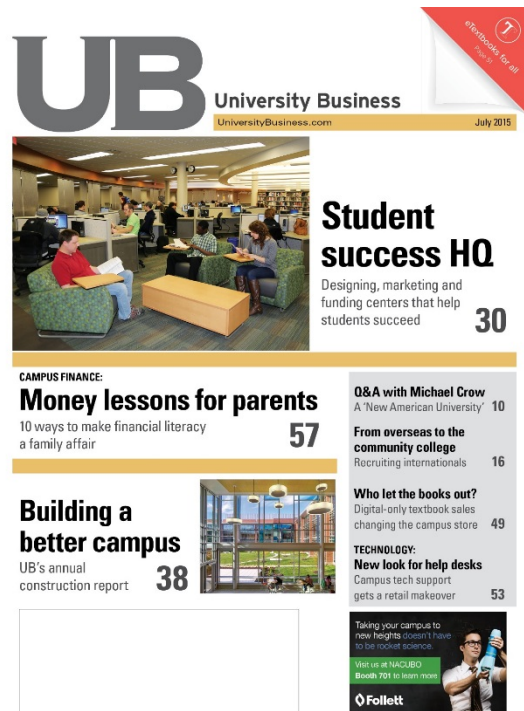 UB
University Business
UniversityBusiness.com
July 2015
7
eTextbooks for all
Student
success HQ
Designing, marketing and
funding centers that help
students succeed
30
CAMPUS FINANCE:
Money lessons for parents
10 ways to make financial literacy
a family affair
57
Building a
better campus
UB's annual
construction report
38
Q&A with Michael Crow
A 'New American University' 10
From overseas to the
community college
Recruiting internationals 16
Who let the books out?
Digital-only textbook sales
changing the campus store 49
TECHNOLOGY:
New look for help desks
Campus tech support
gets a retail makeover 53
Taking your campus to
new heights doesn't have
to be rocket science.
Visit us at NACUBO
Booth 701 to learn more
Follett